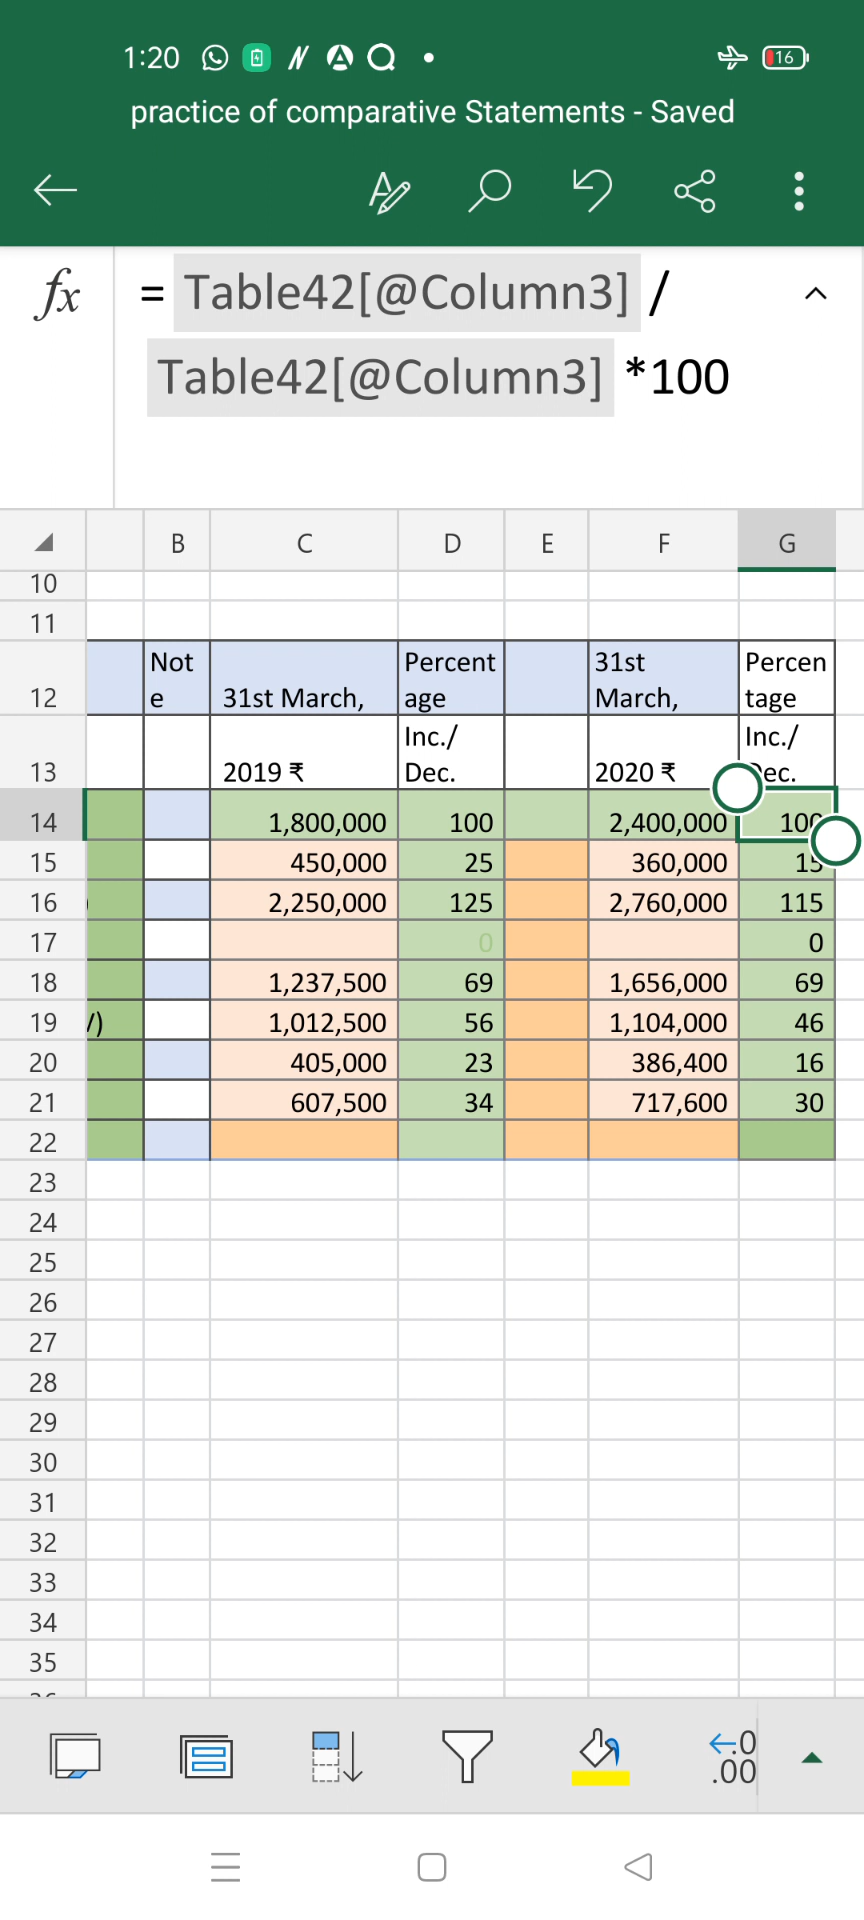 1:20
16
practice of comparative Statements - Saved
fx = Table42[@Column3] /
Table42[@Column3] *100
B C D E F G
10
11
Not Percent 31st Percen
12 e 31st March, age March, tage
Inc./ Inc./
13 2019 ₹ Dec. 2020 ₹ ec.
14 1,800,000 100 2,400,000 100
15 450,000 25 360,000 15
16 ) 2,250,000 125 2,760,000 115
17 0 0
18 1,237,500 69 1,656,000 69
19 /) 1,012,500 56 1,104,000 46
20 405,000 23 386,400 16
21 607,500 34 717,600 30
22
23
24
25
26
27
28
29
30
31
32
33
34
35
←.0
.00